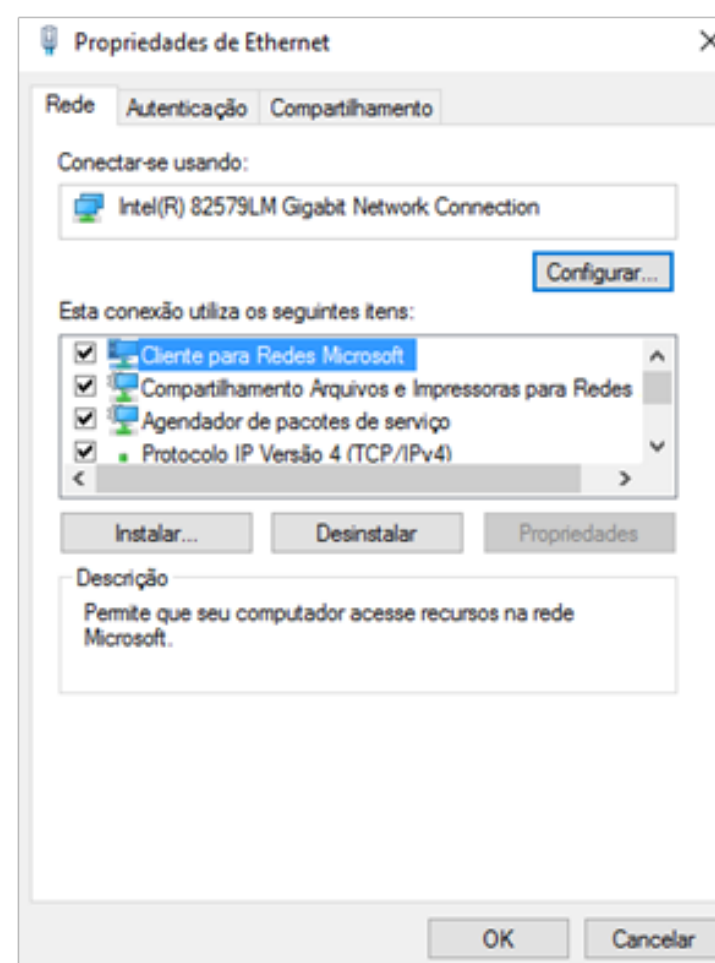 Propriedades de Ethernet
Rede Autenticação Compartilhamento
Conectar-se usando:
Intel(R) 82579LM Gigabit Network Connection
Configurar...
Esta conexão utiliza os seguintes itens:
Cliente para Redes Microsoft
Compartilhamento Arquivos e Impressoras para Redes
Agendador de pacotes de serviço
Protocolo IP Versão 4 (TCP/IPv4)
Instalar... Desinstalar Propriedades
Descrição
Permite que seu computador acesse recursos na rede
Microsoft.
OK Cancelar